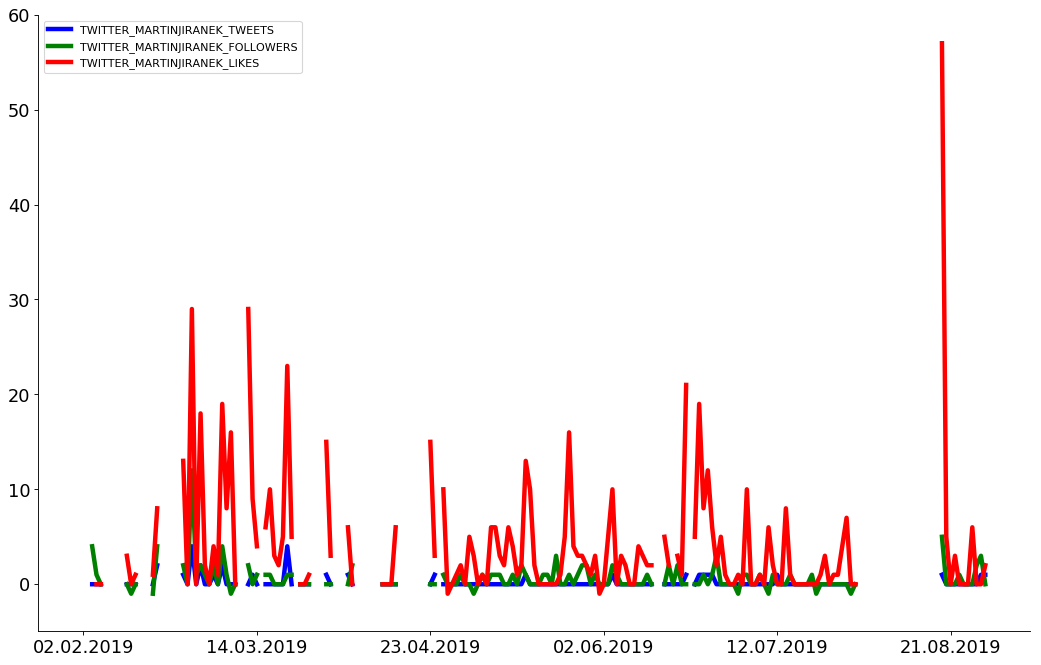 TWITTER_MARTINJIRANEK_TWEETS
TWITTER_MARTINJIRANEK_FOLLOWERS
TWITTER_MARTINJIRANEK_LIKES
60
50
40
30
20
10
0
02.02.2019 14.03.2019 23.04.2019 02.06.2019 12.07.2019 21.08.2019